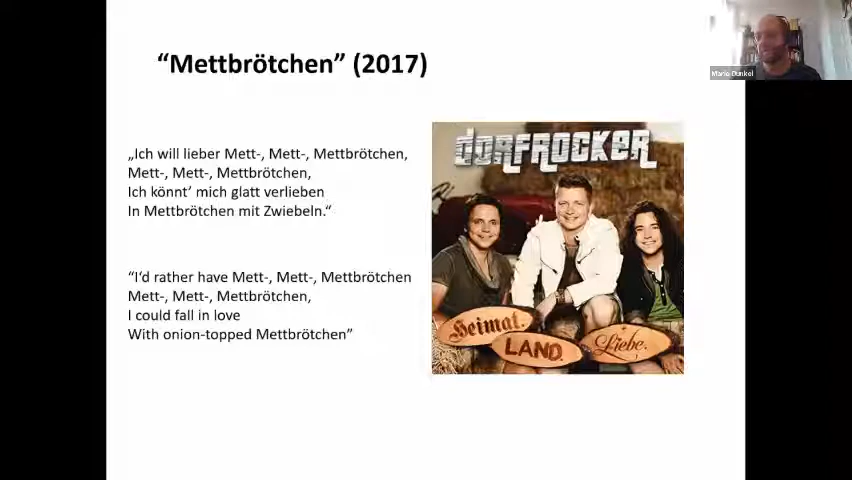 “Mettbrötchen” (2017)
„Ich will lieber Mett-, Mett-, Mettbrötchen,
Mett-, Mett-, Mettbrötchen,
Ich könnt’ mich glatt verlieben
In Mettbrötchen mit Zwiebeln.“
“I‘d rather have Mett-, Mett-, Mettbrötchen
Mett-, Mett-, Mettbrötchen,
I could fall in love
With onion-topped Mettbrötchen”
DORFROCKER
Heimat.
LAND.
Liebe.
Mario Dunkel